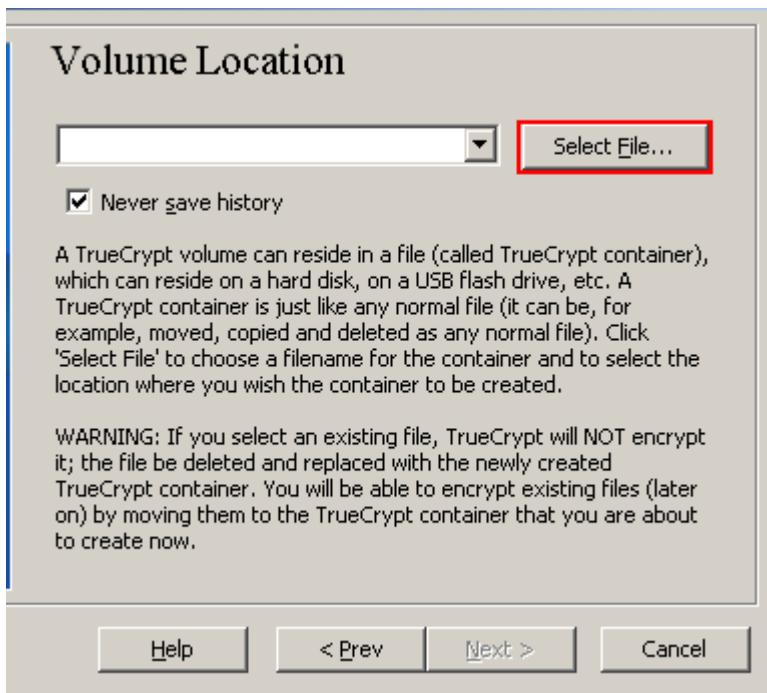 Volume Location
Select File...
Never save history
A TrueCrypt volume can reside in a file (called TrueCrypt container),
which can reside on a hard disk, on a USB flash drive, etc. A
TrueCrypt container is just like any normal file (it can be, for
example, moved, copied and deleted as any normal file). Click
'Select File' to choose a filename for the container and to select the
location where you wish the container to be created.
WARNING: If you select an existing file, TrueCrypt will NOT encrypt
it; the file be deleted and replaced with the newly created
TrueCrypt container. You will be able to encrypt existing files (later
on) by moving them to the TrueCrypt container that you are about
to create now.
Help
< Prev
Next >
Cancel